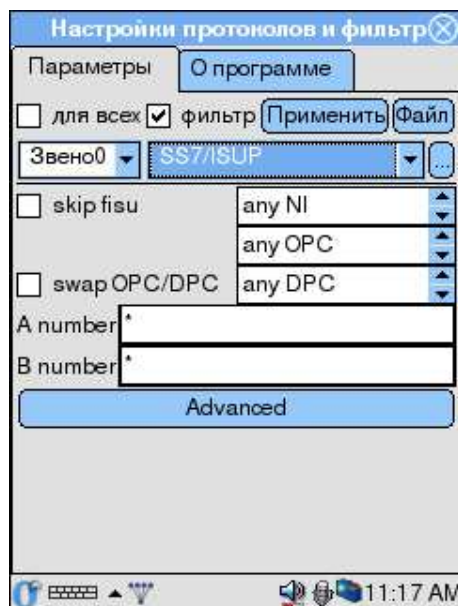 Настройки протоколов и фильтр
Параметры О программе
для всех фильтр Применить Файл
Звено0 SS7/ISUP ...
skip fisu any NI
any OPC
swap OPC/DPC any DPC
A number *
B number *
Advanced
11:17 AM